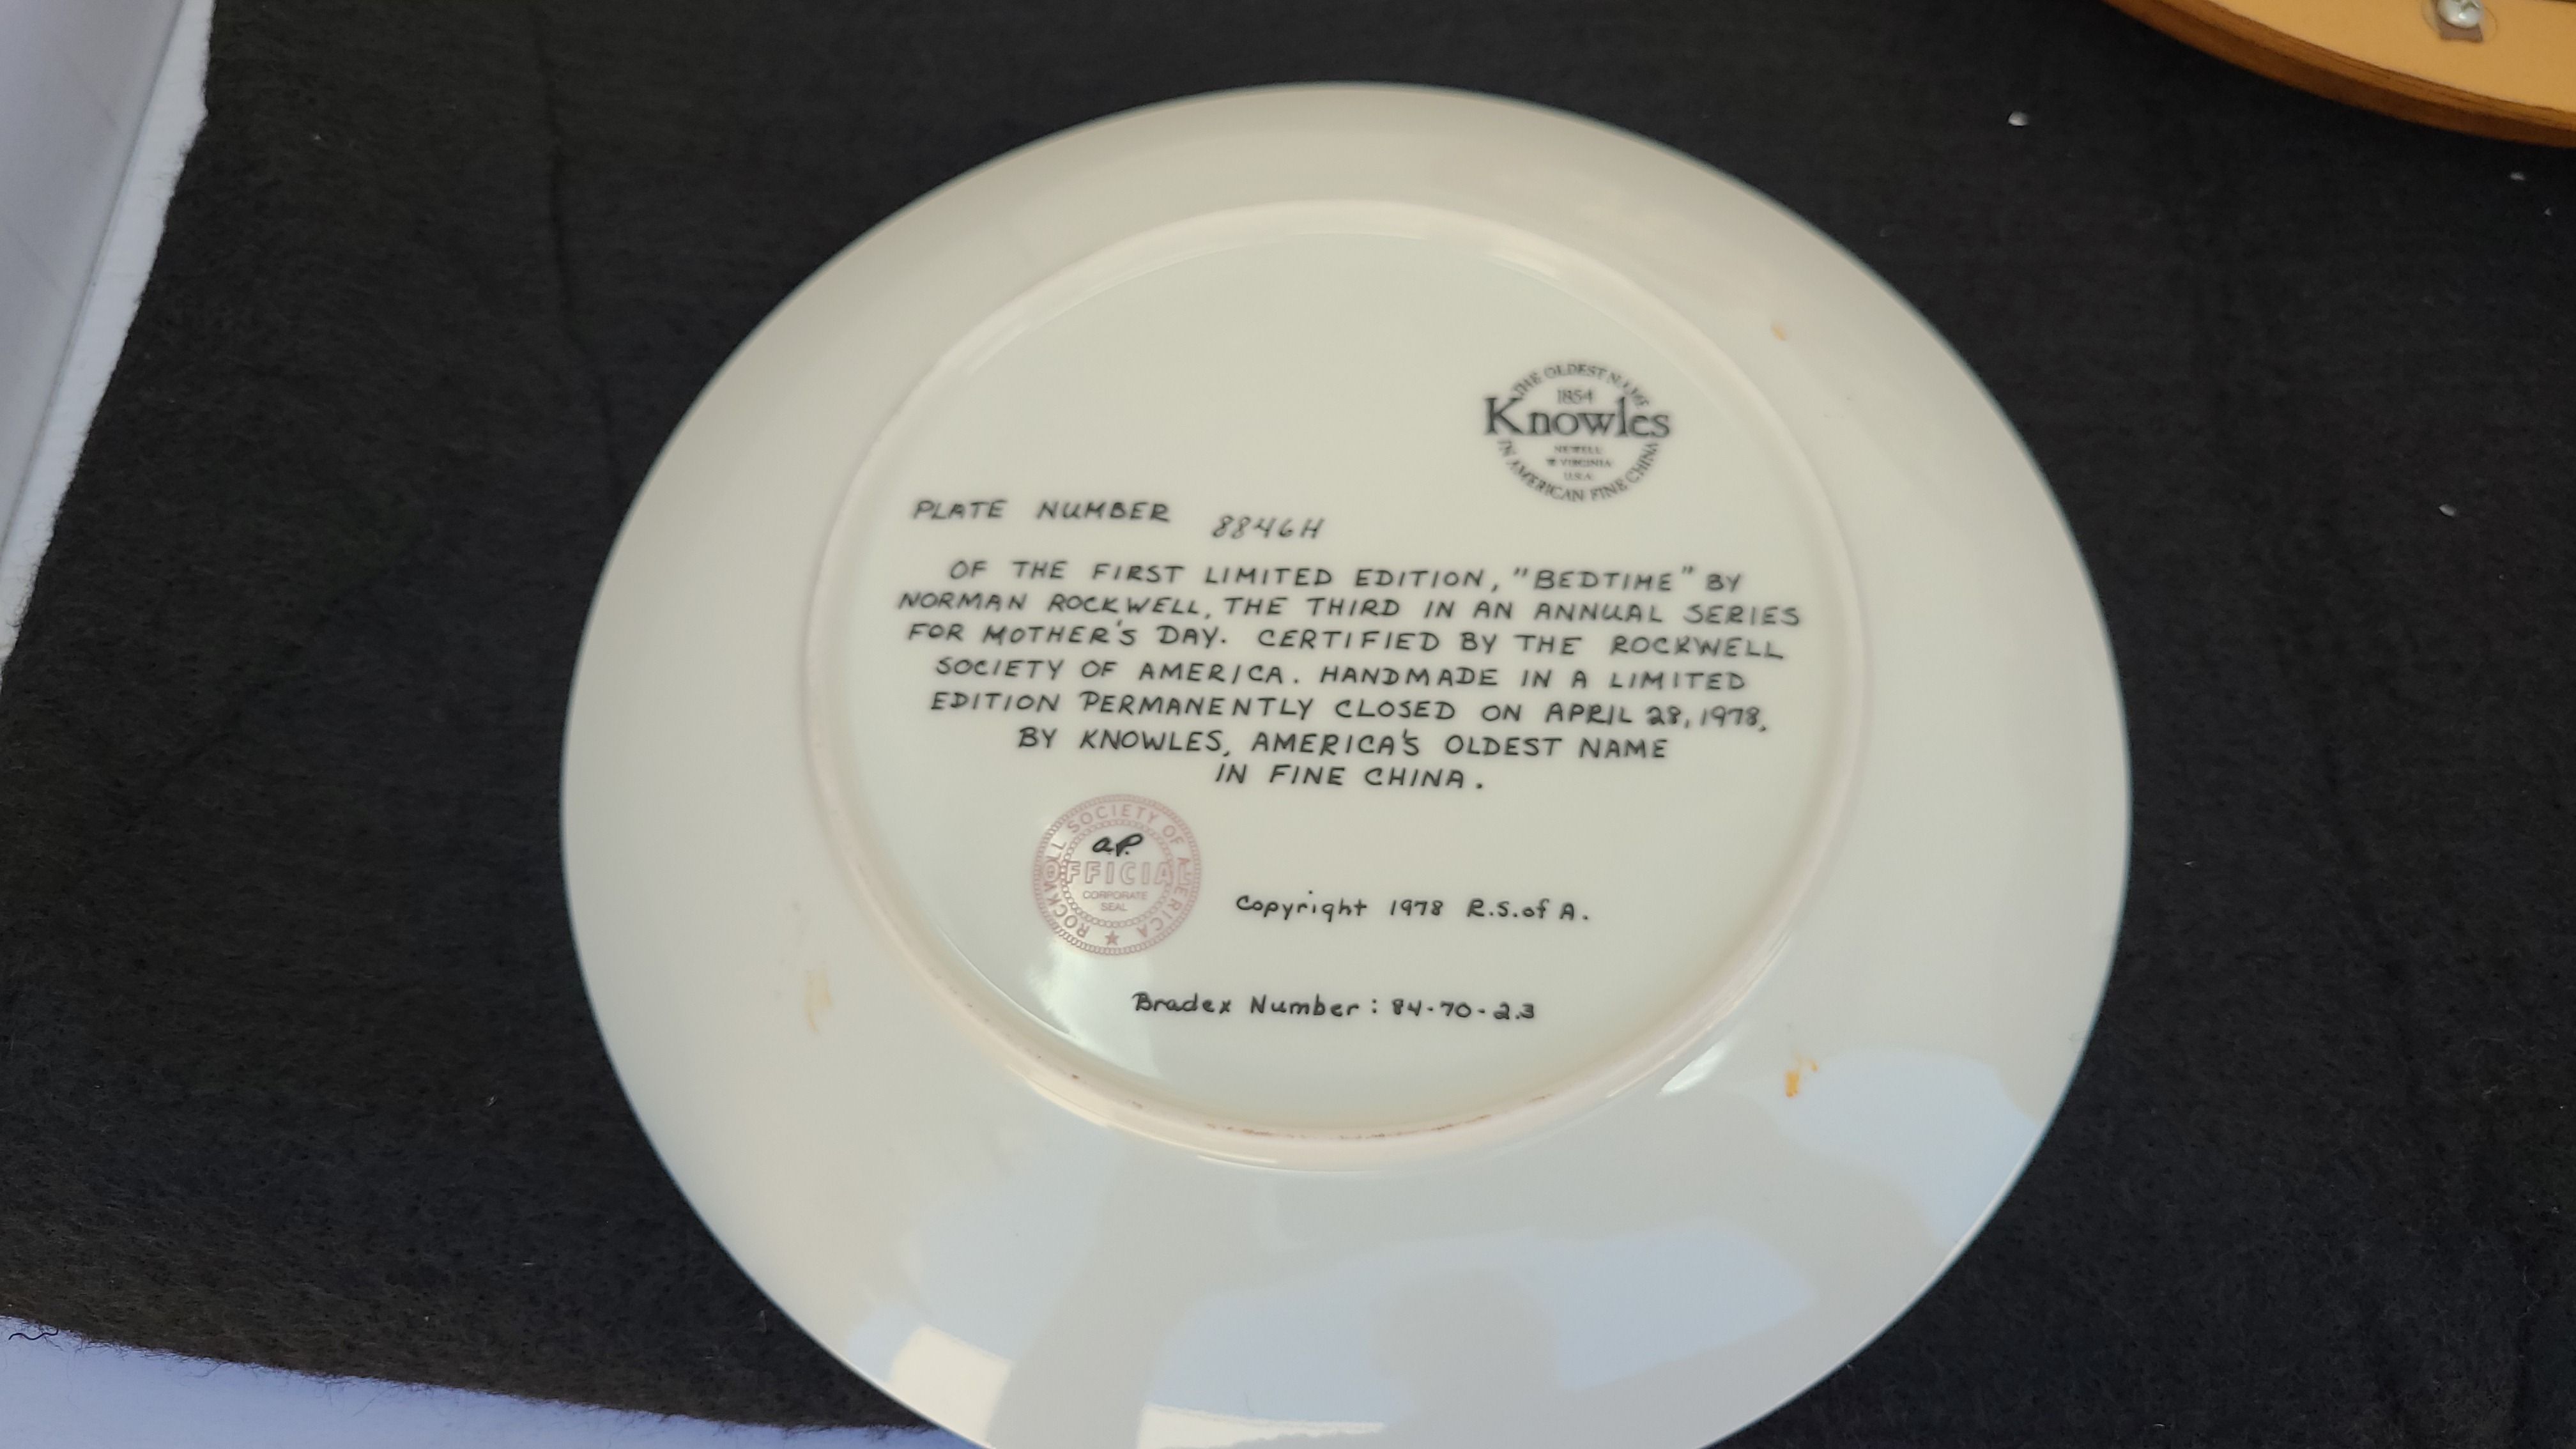 THE OLDEST NAME
1854
Knowles
NEWELL
W. VIRGINIA
U.S.A.
IN AMERICAN FINE CHINA
PLATE NUMBER 8846H
OF THE FIRST LIMITED EDITION, "BEDTIME" BY
NORMAN ROCKWELL, THE THIRD IN AN ANNUAL SERIES
FOR MOTHER'S DAY. CERTIFIED BY THE ROCKWELL
SOCIETY OF AMERICA. HANDMADE IN A LIMITED
EDITION PERMANENTLY CLOSED ON APRIL 28, 1978,
BY KNOWLES, AMERICA'S OLDEST NAME
IN FINE CHINA.
ROCKWELL SOCIETY OF AMERICA
a.P.
OFFICIAL
CORPORATE
SEAL
Copyright 1978 R.S.of A.
Bradex Number: 84-70-2.3